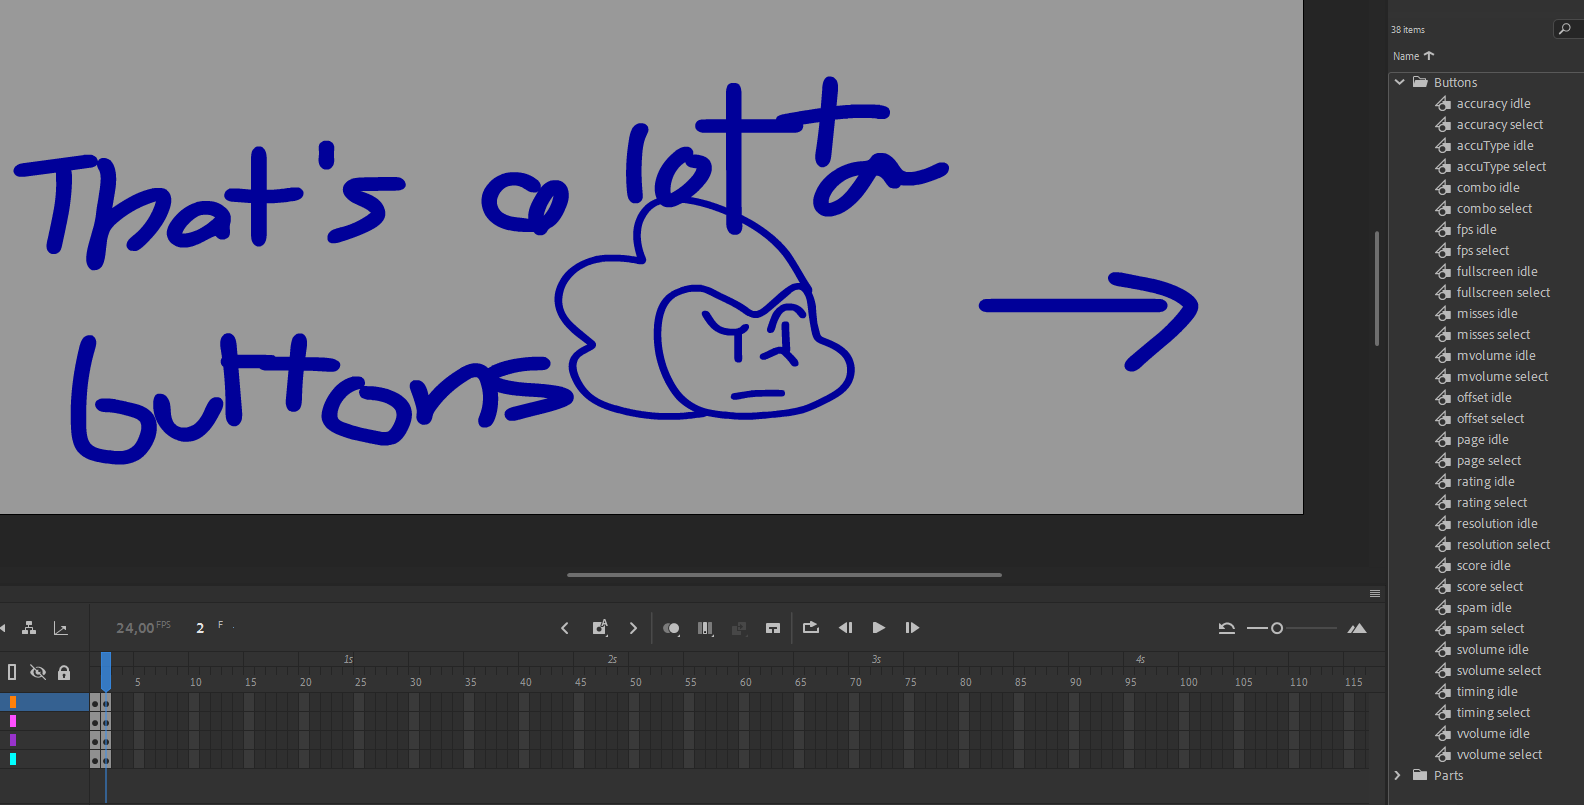 That's a lotta
buttons
38 items
Name
Buttons
accuracy idle
accuracy select
accuType idle
accuType select
combo idle
combo select
fps idle
fps select
fullscreen idle
fullscreen select
misses idle
misses select
mvolume idle
mvolume select
offset idle
offset select
page idle
page select
rating idle
rating select
resolution idle
resolution select
score idle
score select
spam idle
spam select
svolume idle
svolume select
timing idle
timing select
vvolume idle
vvolume select
Parts
24,00 FPS 2 F
1s 2s 3s 4s
5 10 15 20 25 30 35 40 45 50 55 60 65 70 75 80 85 90 95 100 105 110 115